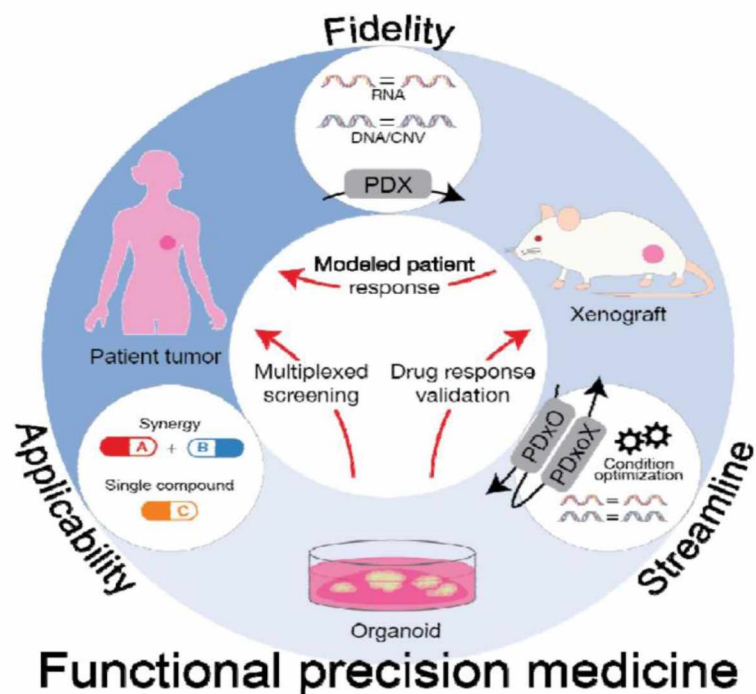 Fidelity
=
RNA
=
DNA/CNV
PDX
Modeled patient
response
Patient tumor
Xenograft
Multiplexed
screening
Drug response
validation
Applicability
Synergy
A + B
Single compound
C
PDxO
PDxoX
Condition
optimization
=
=
Streamline
Organoid
Functional precision medicine